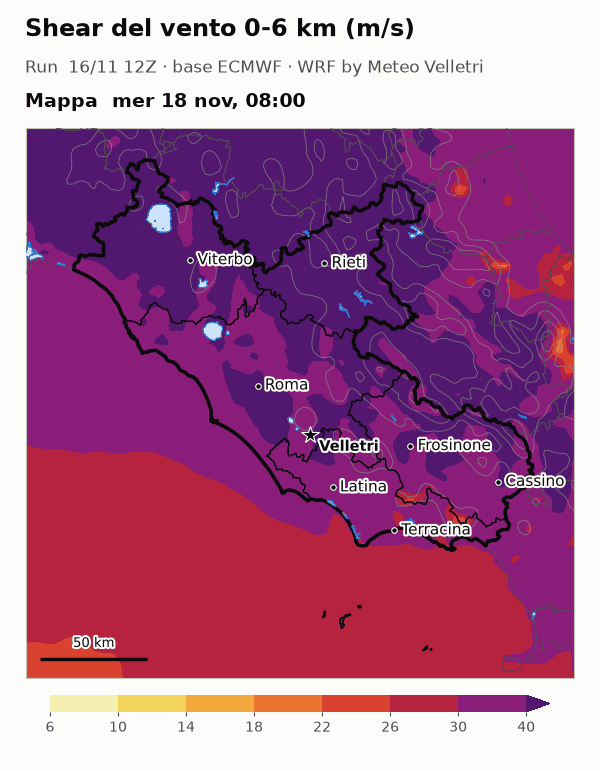 Shear del vento 0-6 km (m/s)
Run  16/11 12Z · base ECMWF · WRF by Meteo Velletri
Mappa  mer 18 nov, 08:00
Viterbo
Rieti
Roma
Velletri
Frosinone
Latina
Cassino
Terracina
50 km
6 10 14 18 22 26 30 40